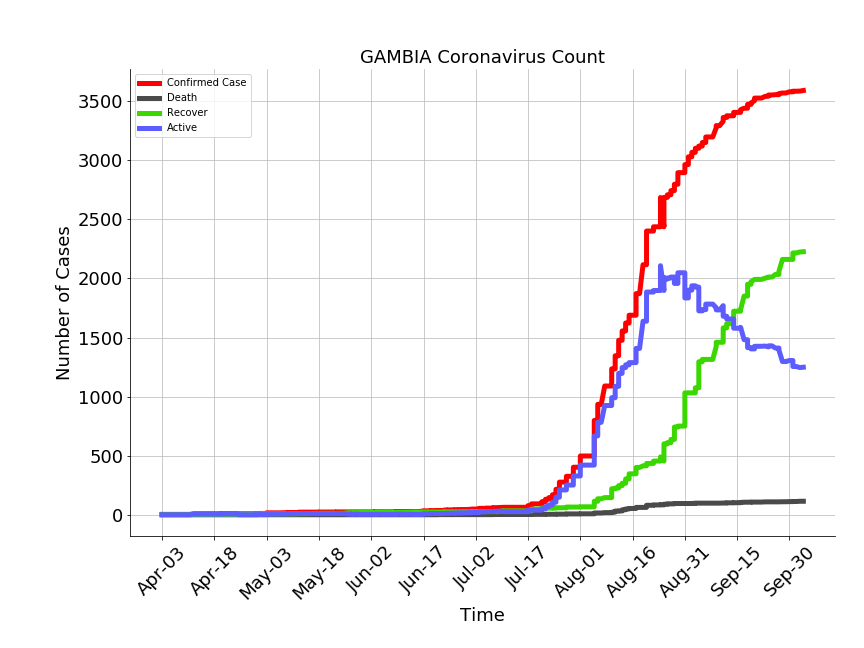 GAMBIA Coronavirus Count
Confirmed Case
Death
Recover
Active
3500
3000
2500
2000
1500
1000
500
0
Number of Cases
Apr-03
Apr-18
May-03
May-18
Jun-02
Jun-17
Jul-02
Jul-17
Aug-01
Aug-16
Aug-31
Sep-15
Sep-30
Time